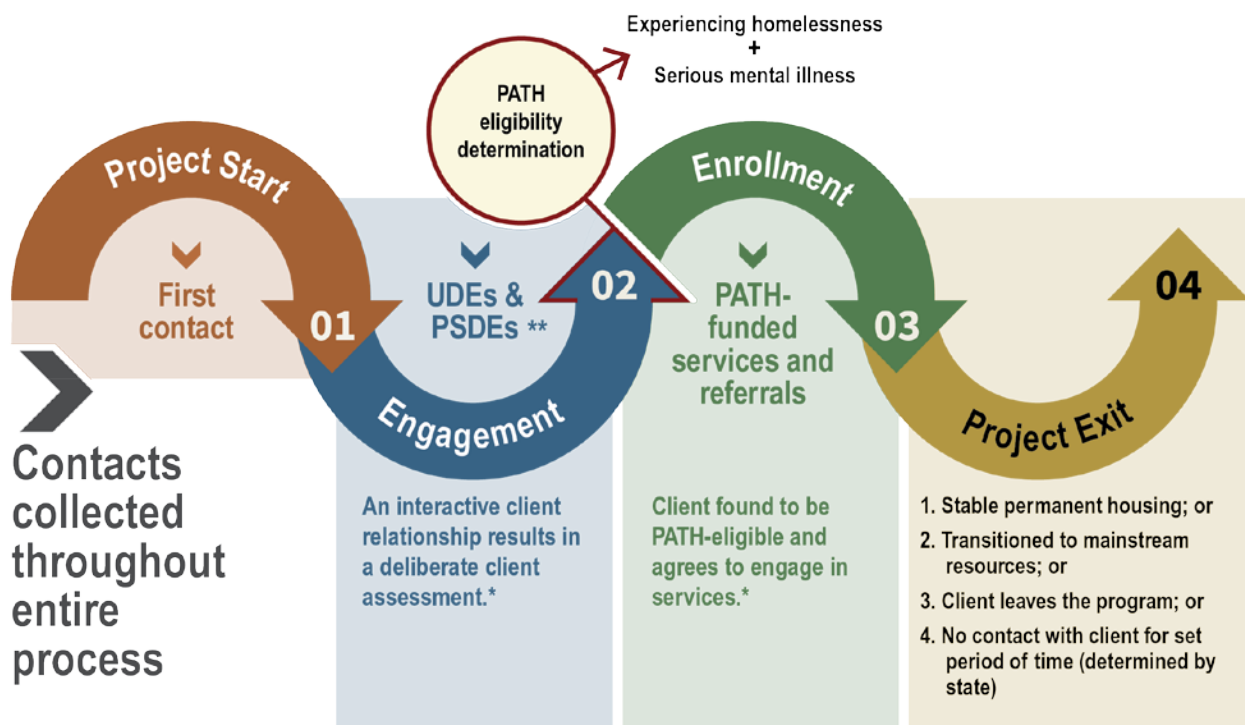 Experiencing homelessness
+
Serious mental illness
PATH
eligibility
determination
Project Start
First
contact
01
UDEs &
PSDEs **
02
Engagement
Enrollment
PATH-
funded
services and
referrals
03
04
Project Exit
Contacts
collected
throughout
entire
process
An interactive client
relationship results in
a deliberate client
assessment.*
Client found to be
PATH-eligible and
agrees to engage in
services.*
1. Stable permanent housing; or
2. Transitioned to mainstream
resources; or
3. Client leaves the program; or
4. No contact with client for set
period of time (determined by
state)